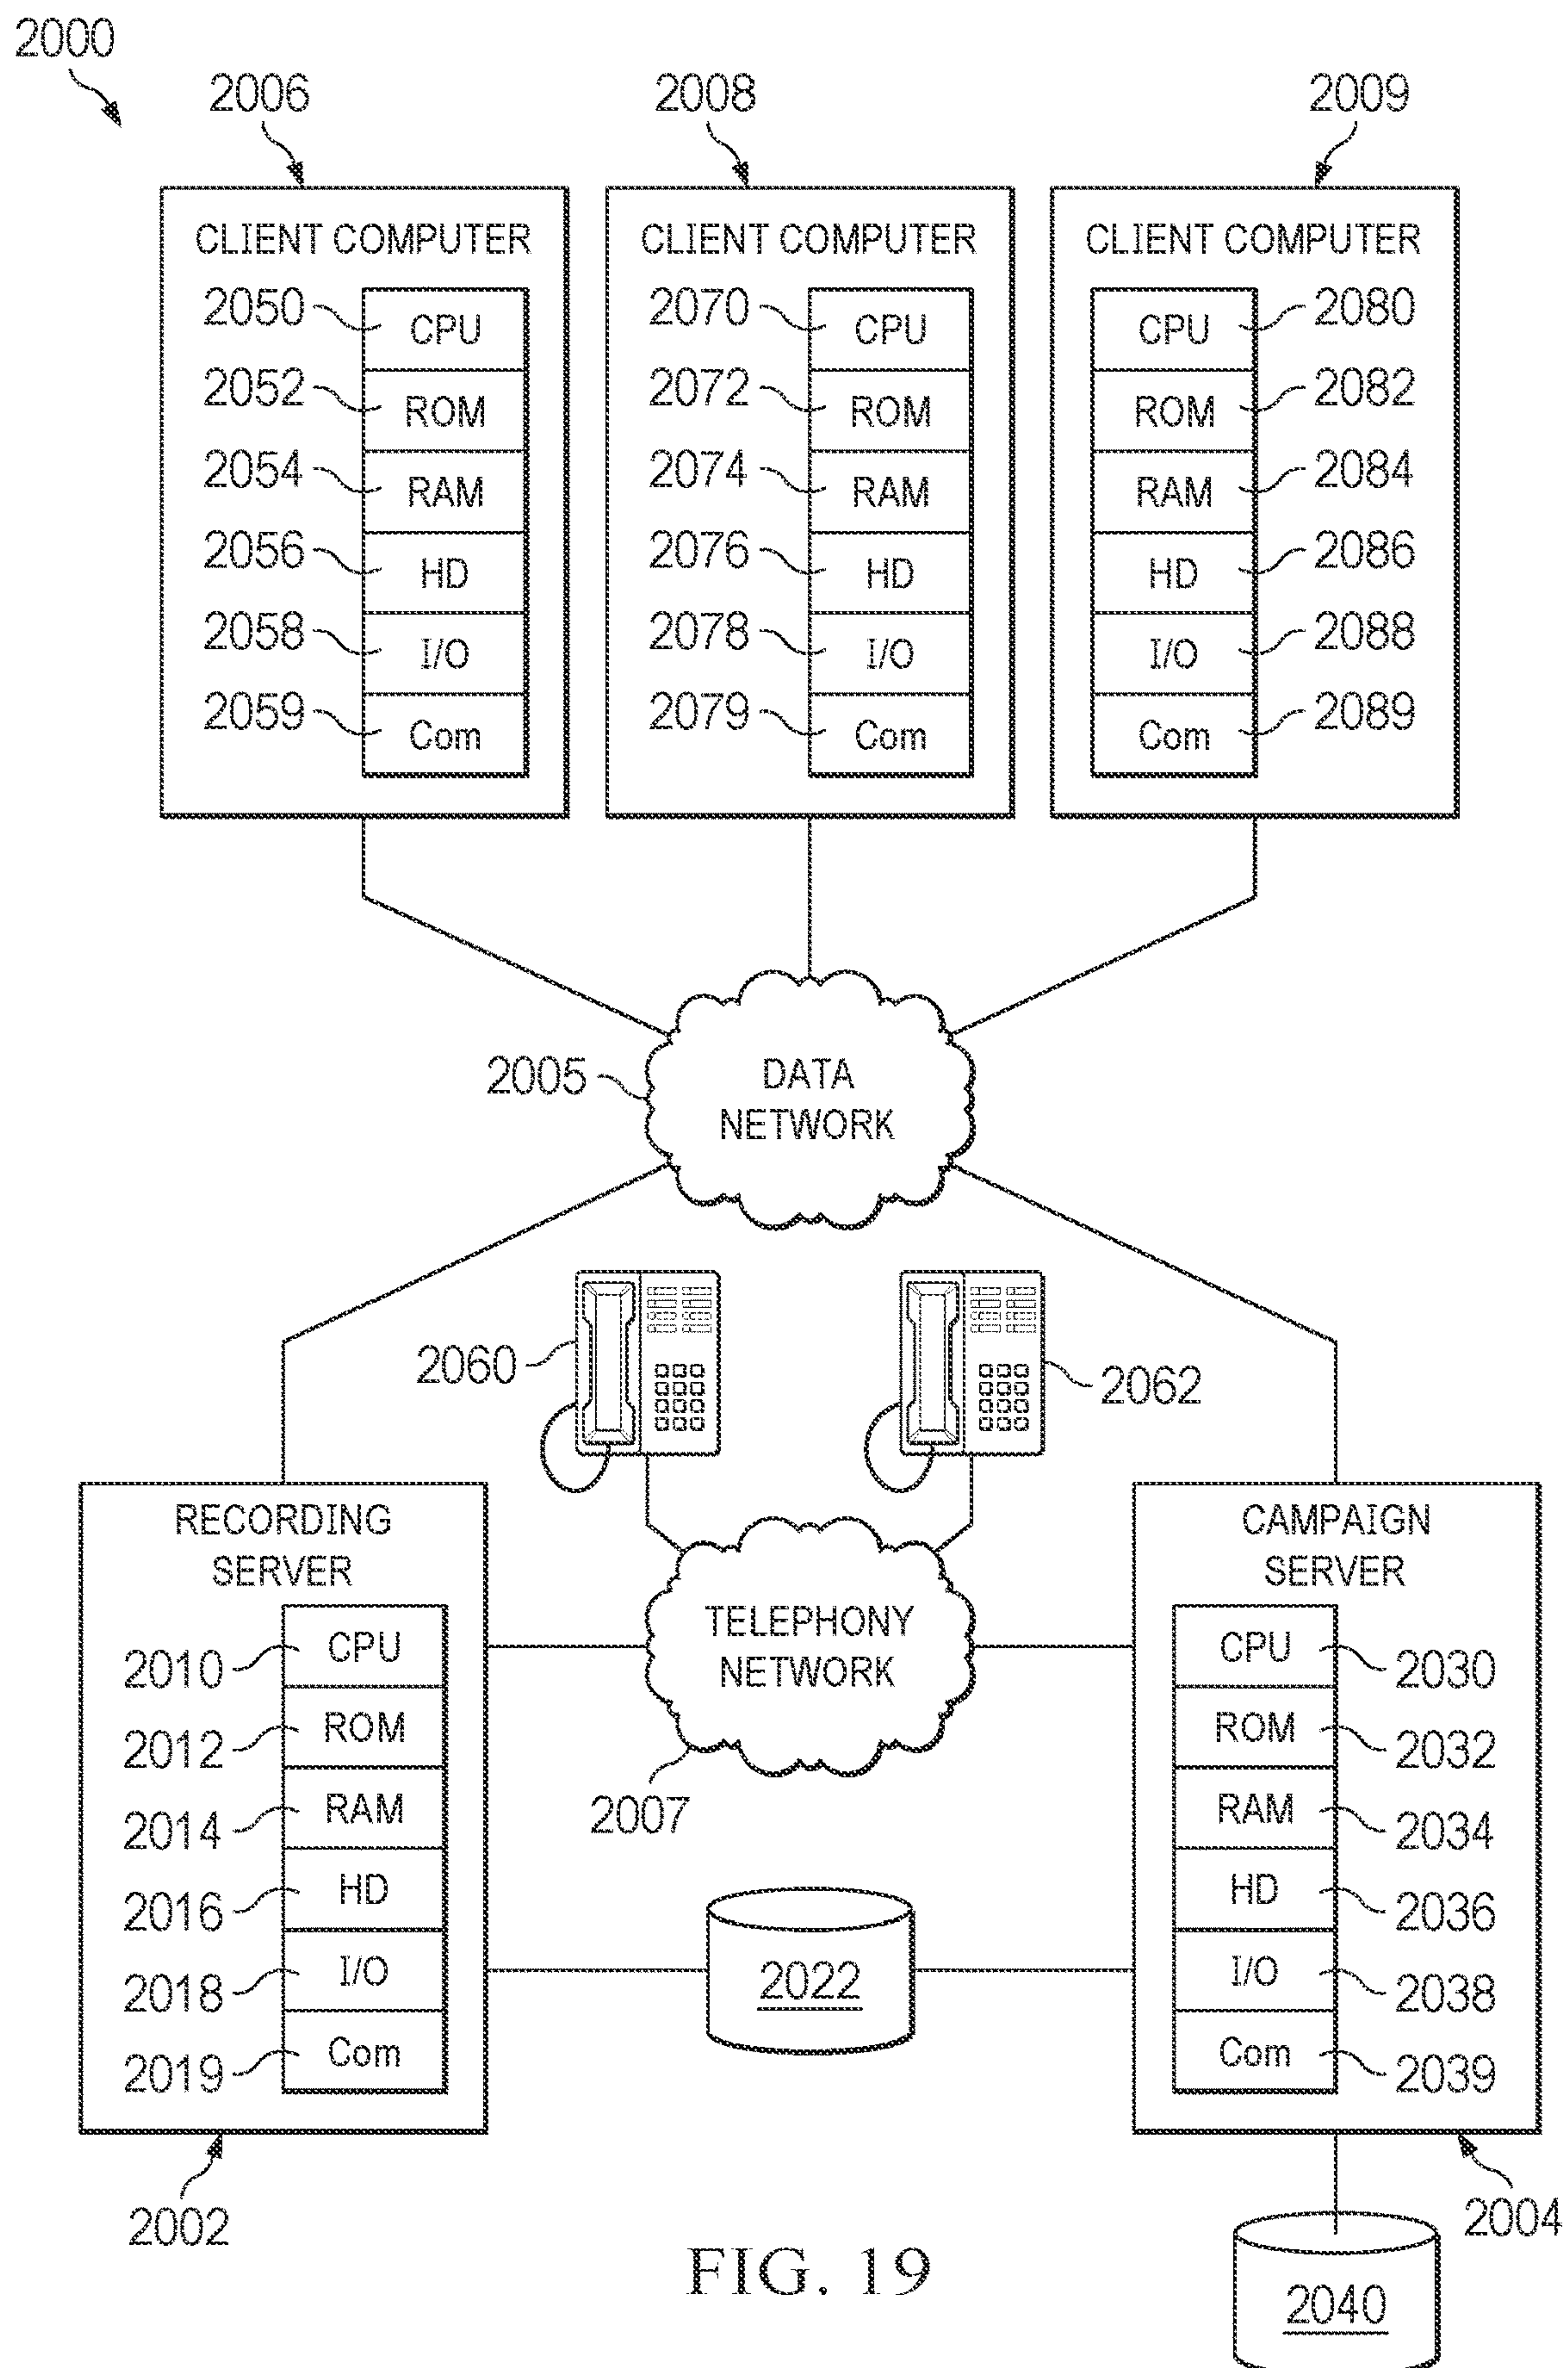 2000
2006
2008
2009
CLIENT COMPUTER
2050 CPU
2052 ROM
2054 RAM
2056 HD
2058 I/O
2059 Com
CLIENT COMPUTER
2070 CPU
2072 ROM
2074 RAM
2076 HD
2078 I/O
2079 Com
CLIENT COMPUTER
CPU 2080
ROM 2082
RAM 2084
HD 2086
I/O 2088
Com 2089
2005
DATA
NETWORK
2060
2062
RECORDING
SERVER
2010 CPU
2012 ROM
2014 RAM
2016 HD
2018 I/O
2019 Com
2002
TELEPHONY
NETWORK
2007
2022
CAMPAIGN
SERVER
CPU 2030
ROM 2032
RAM 2034
HD 2036
I/O 2038
Com 2039
2004
2040
FIG. 19